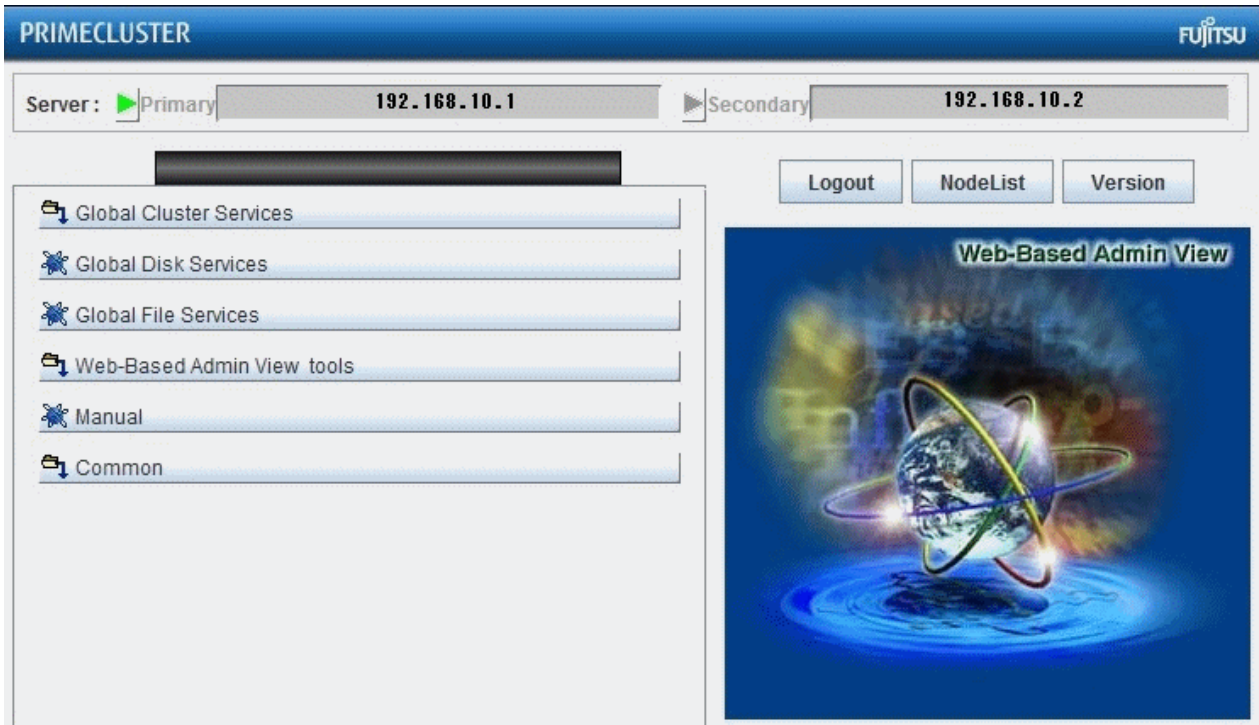 PRIMECLUSTER
FUJITSU
Server : Primary 192.168.10.1 Secondary 192.168.10.2
Logout NodeList Version
Global Cluster Services
Global Disk Services
Global File Services
Web-Based Admin View tools
Manual
Common
Web-Based Admin View